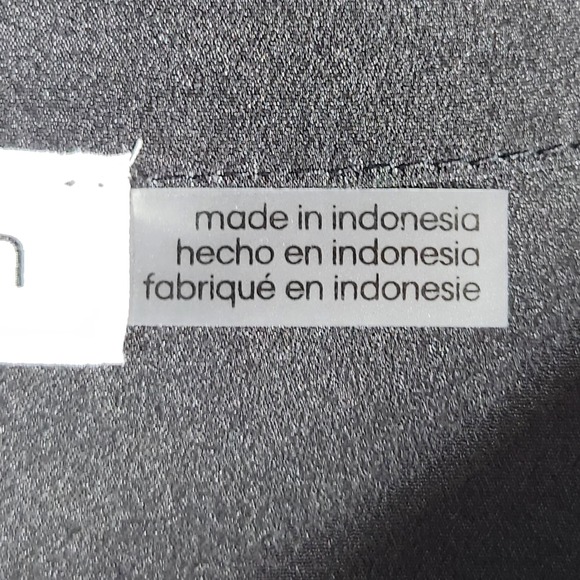 made in indonesia
hecho en indonesia
fabriqué en indonesie